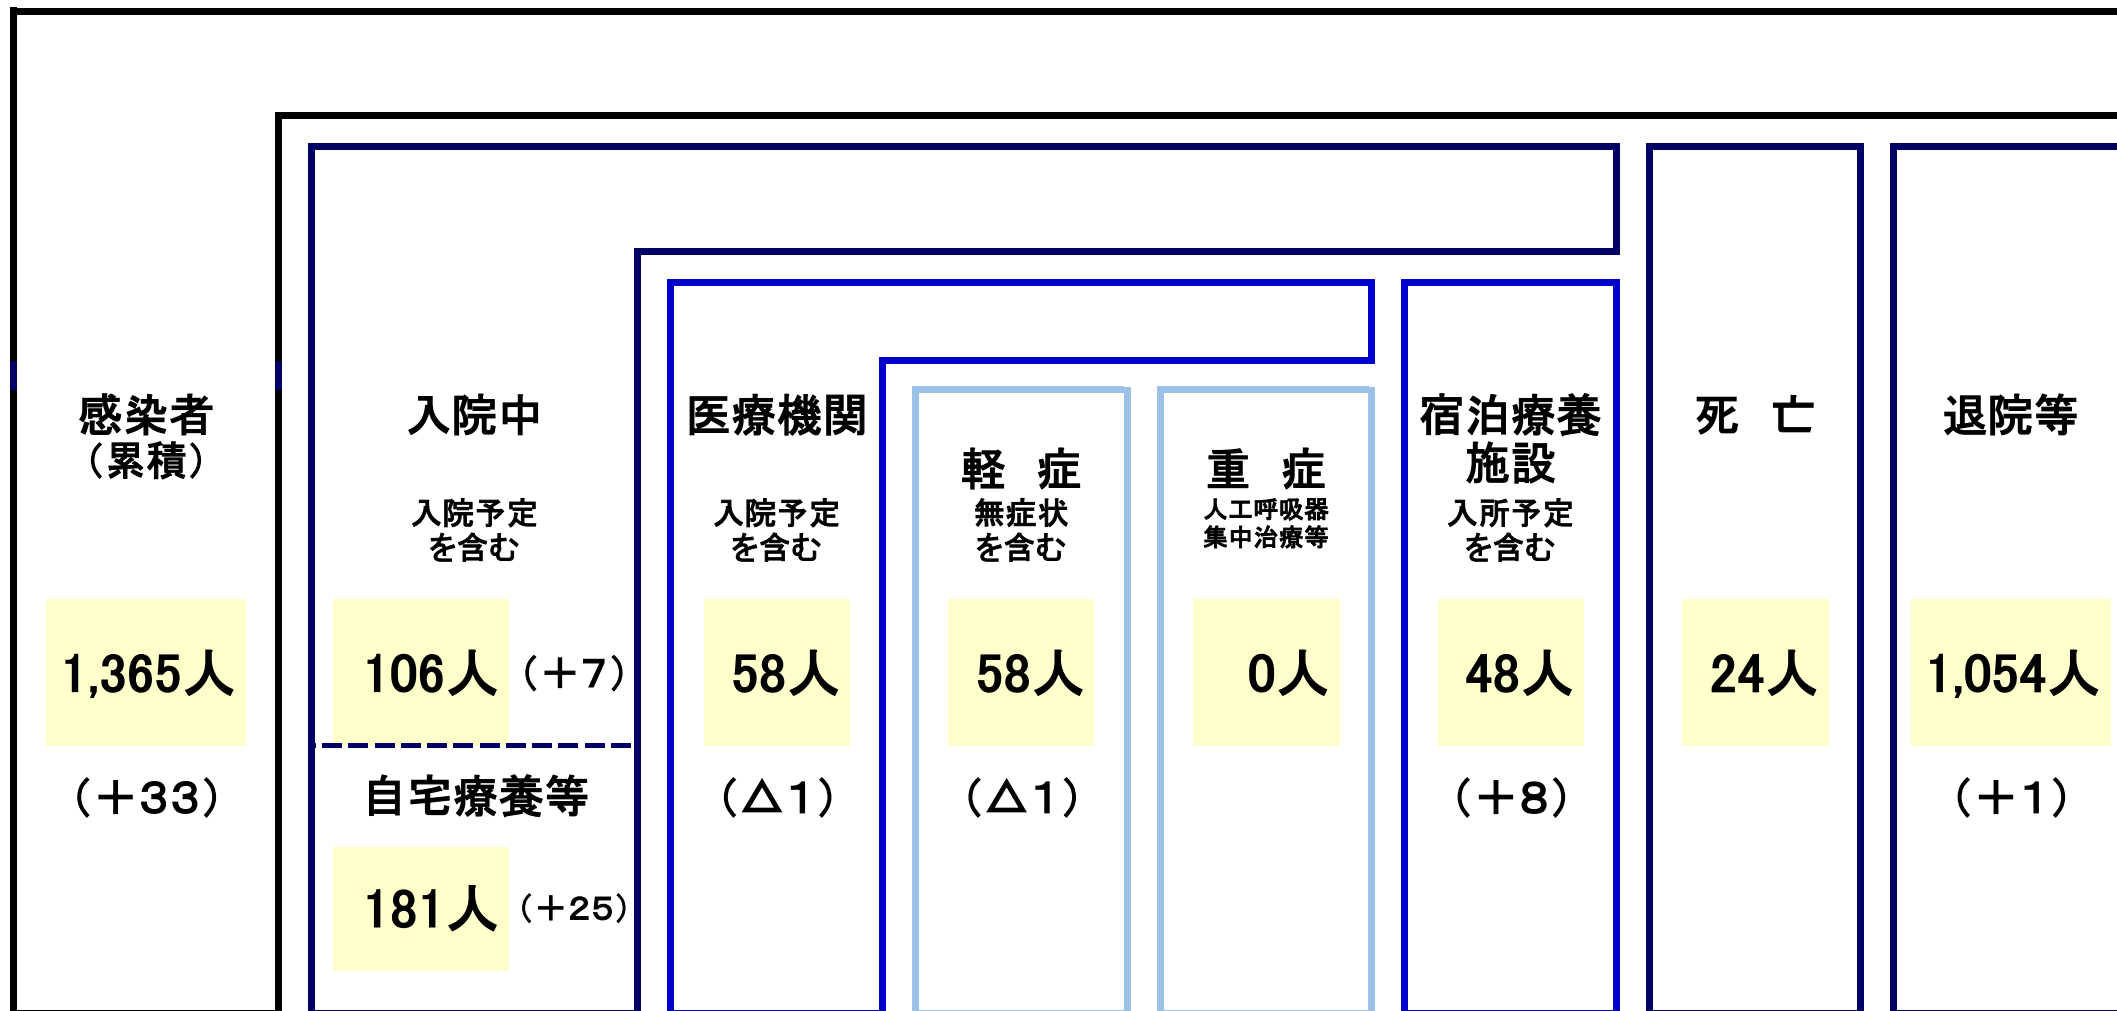 感染者
（累積）
1,365人
（＋33）
入院中
入院予定
を含む
106人（＋7）
自宅療養等
181人（＋25）
医療機関
入院予定
を含む
58人
（△1）
軽　症
無症状
を含む
58人
（△1）
重　症
人工呼吸器
集中治療等
0人
宿泊療養
施設
入所予定
を含む
48人
（＋8）
死　亡
24人
退院等
1,054人
（＋1）